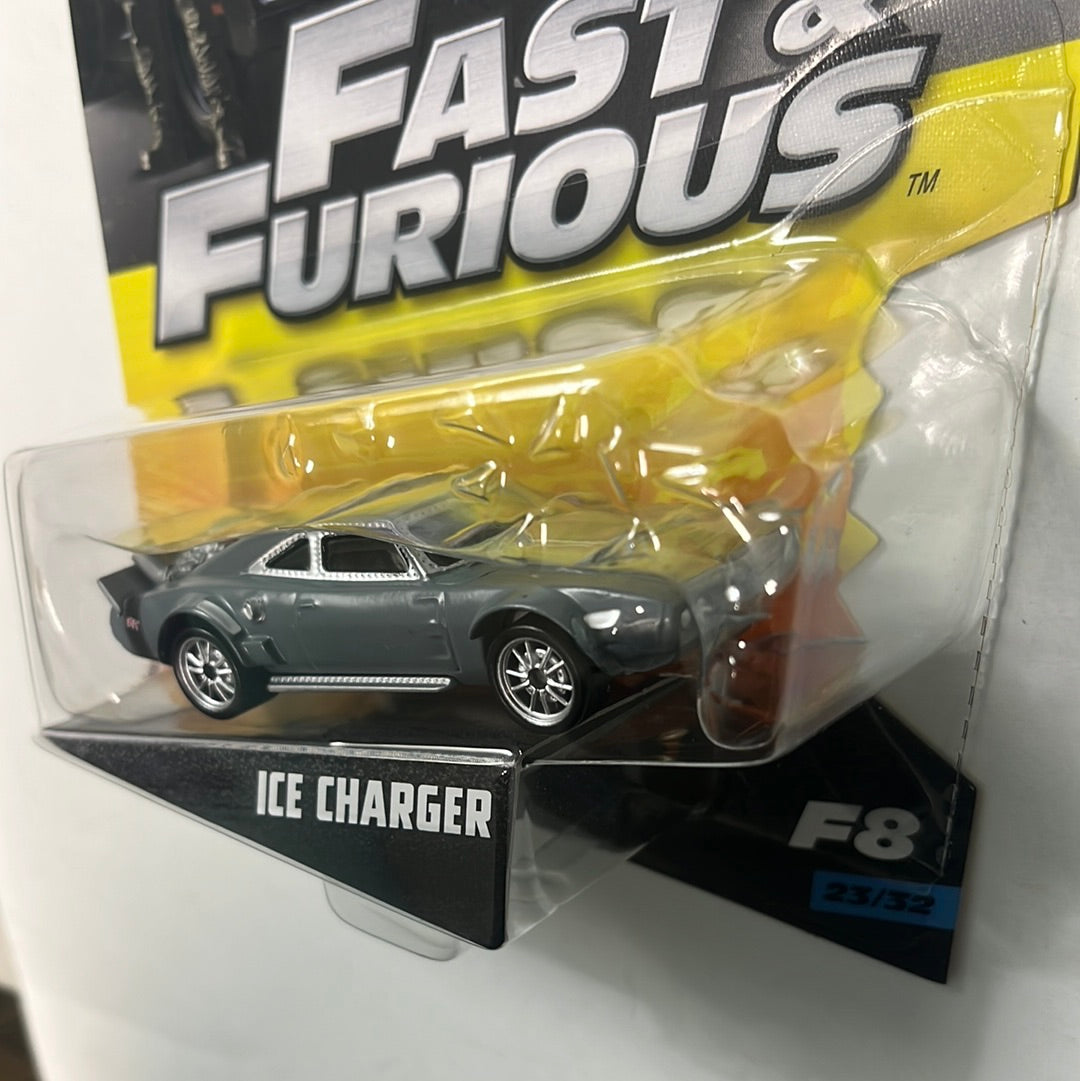 FAST &
FURIOUS
TM
ICE CHARGER
F8
23/32